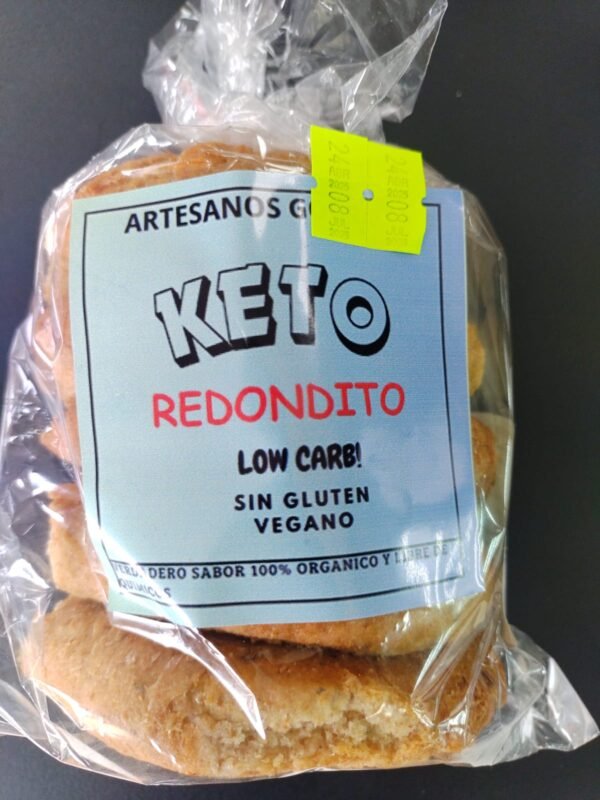 ARTESANOS
KETO
REDONDITO
LOW CARB!
SIN GLUTEN
VEGANO
SABOR 100% ORGANICO Y LIBRE DE